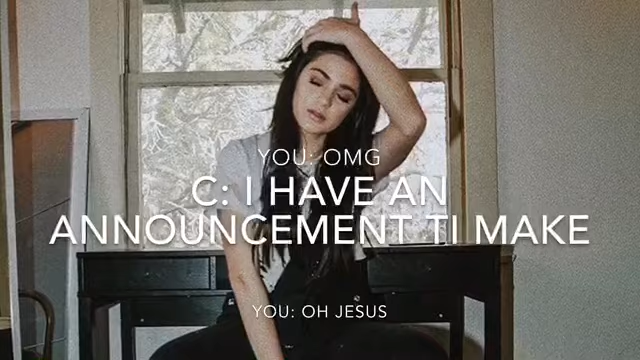 YOU: OMG
C: I HAVE AN
ANNOUNCEMENT TI MAKE
YOU: OH JESUS